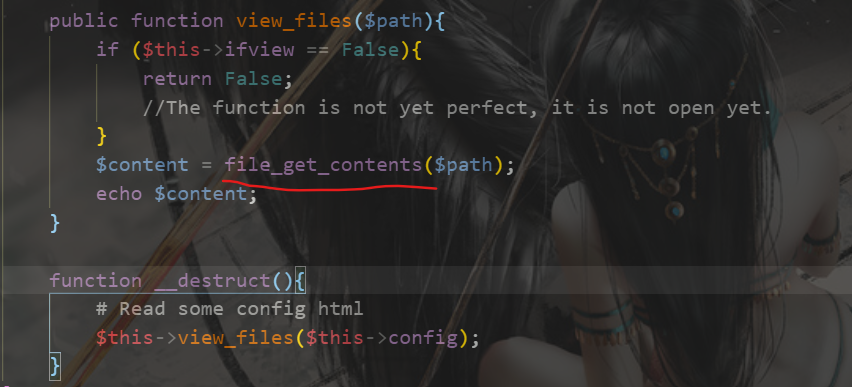 public function view_files($path){
if ($this->ifview == False){
return False;
//The function is not yet perfect, it is not open yet.
}
$content = file_get_contents($path);
echo $content;
}
function __destruct(){
# Read some config html
$this->view_files($this->config);
}